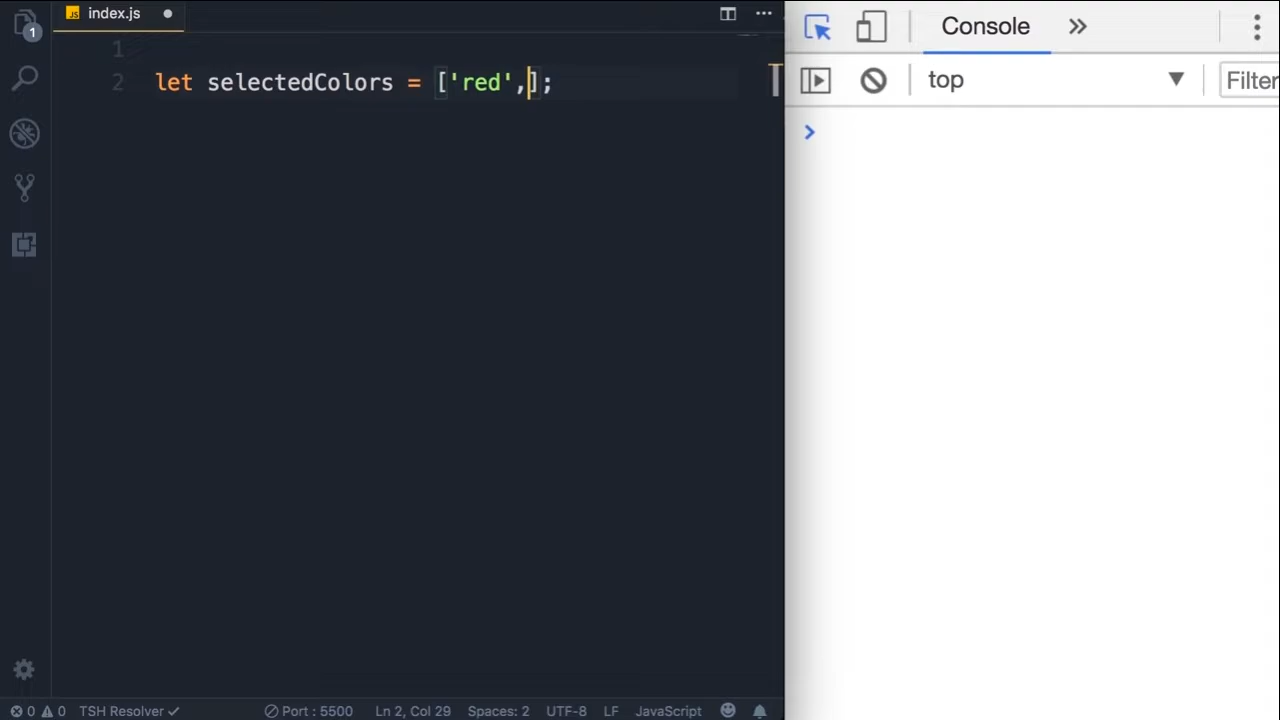 index.js
1
1
2 let selectedColors = ['red',];
0 0 TSH Resolver Port : 5500 Ln 2, Col 29 Spaces: 2 UTF-8 LF JavaScript
Console
top
Filter